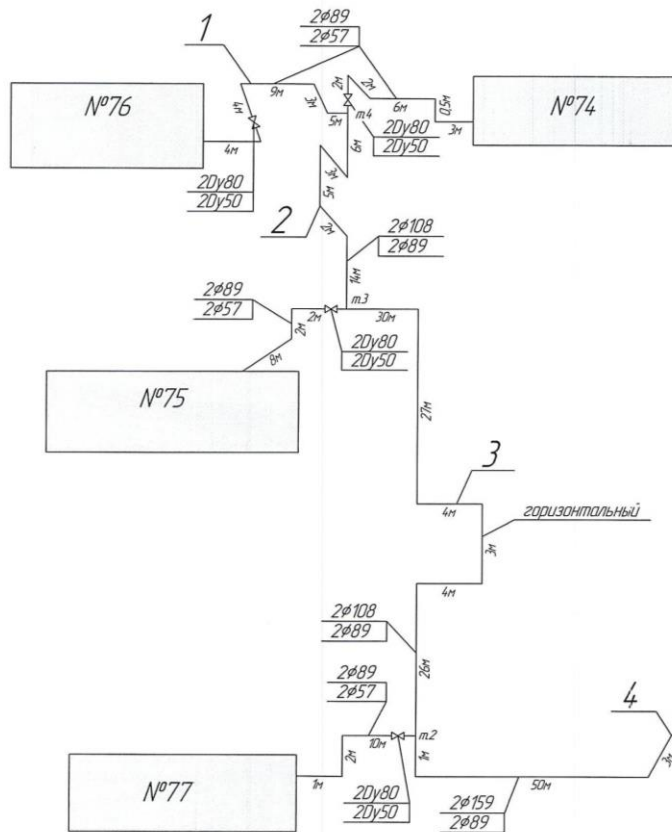 2ф89
2ф57
1
9м
2м
2м
6м
0,5м
№76
№74
4м
3м
5м
т.4
3м
4м
6м
2Dу80
2Dу50
2Dу80
2Dу50
4м
5м
2
2м
2ф108
2ф89
14м
2ф89
2ф57
т.3
2м
30м
2м
8м
2Dу80
2Dу50
№75
27м
3
4м
горизонтальный
3м
4м
2ф108
2ф89
26м
2ф89
2ф57
4
10м
т.2
2м
1м
3м
1м
50м
№77
2Dу80
2Dу50
2ф159
2ф89